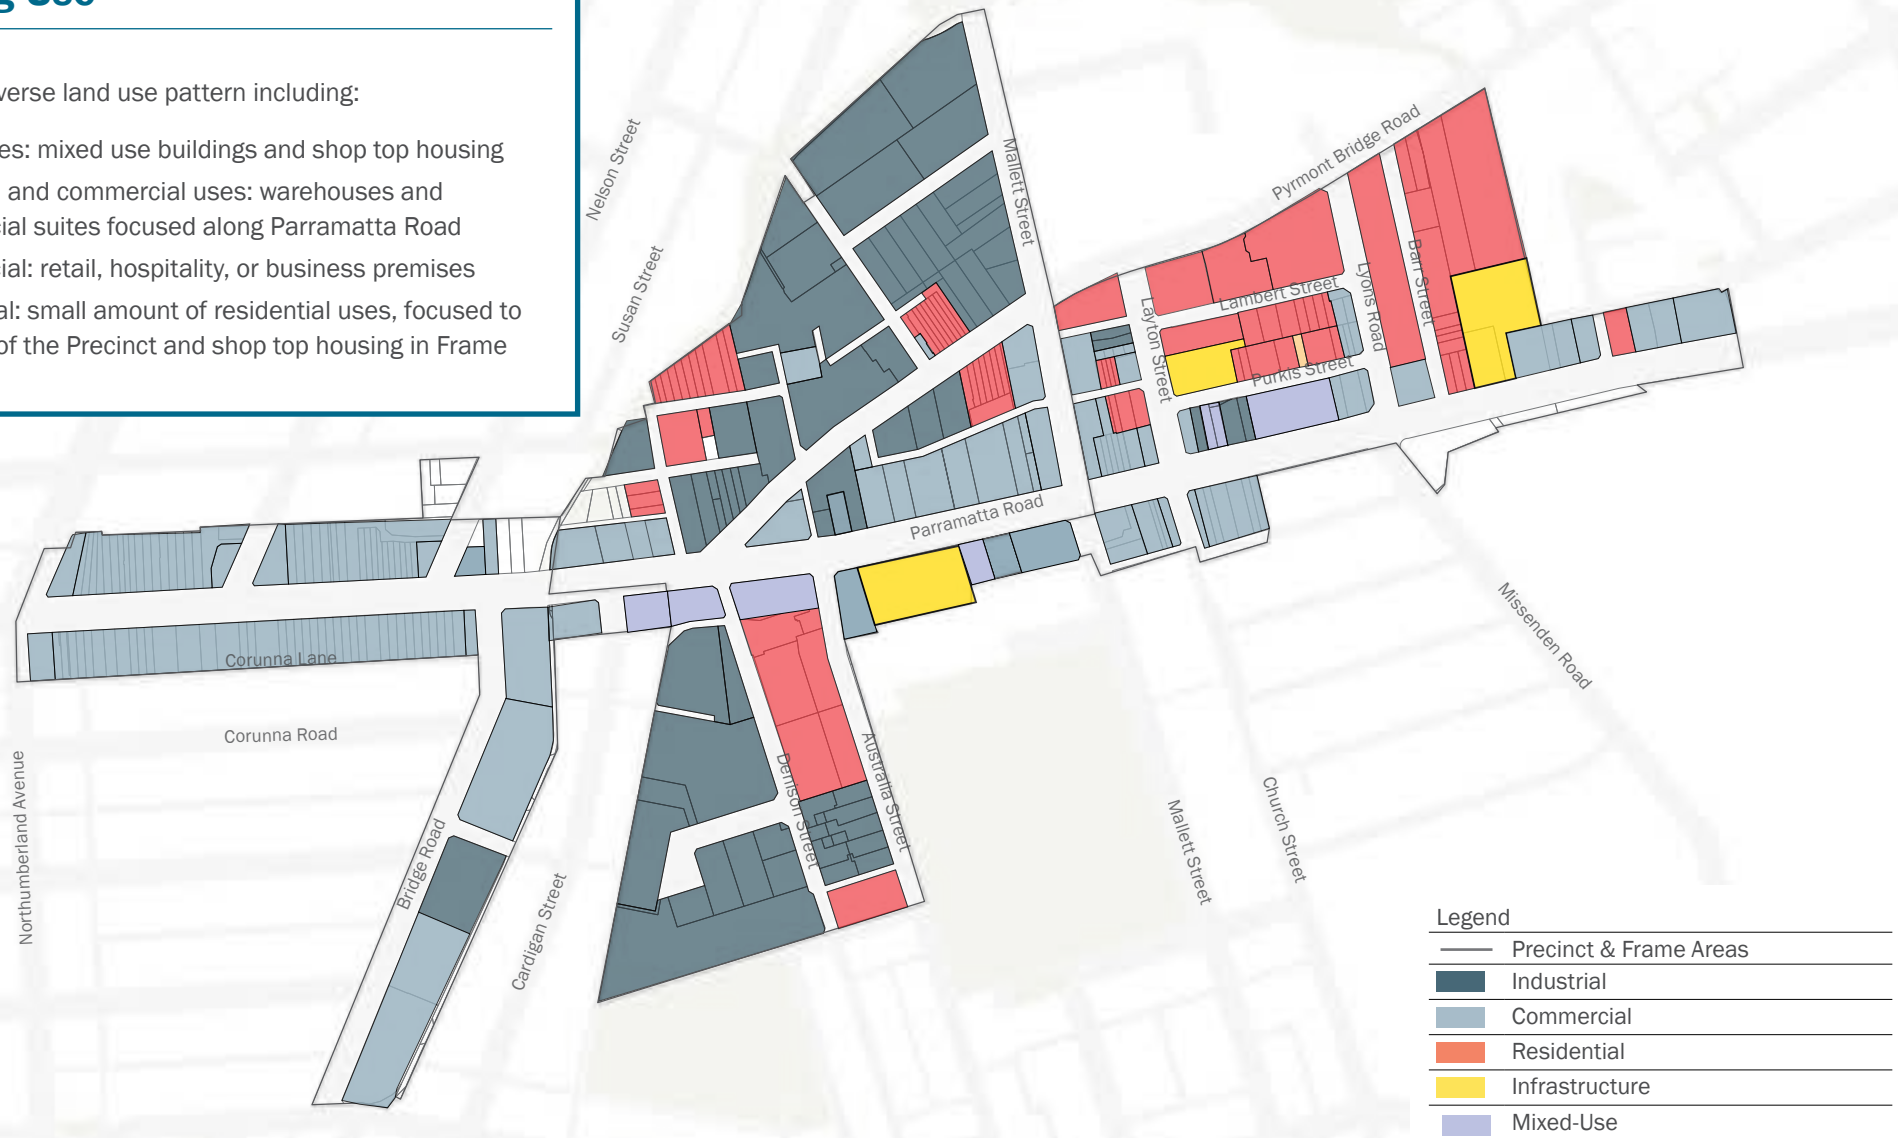 g Use
verse land use pattern including:
es: mixed use buildings and shop top housing
and commercial uses: warehouses and
cial suites focused along Parramatta Road
cial: retail, hospitality, or business premises
al: small amount of residential uses, focused to
of the Precinct and shop top housing in Frame
Nelson Street
Susan Street
Mallett Street
Pyrmont Bridge Road
Barr Street
Lyons Road
Lambert Street
Layton Street
Purkis Street
Parramatta Road
Corunna Lane
Corunna Road
Northumberland Avenue
Bridge Road
Cardigan Street
Denison Street
Australia Street
Mallett Street
Church Street
Missenden Road
Legend
Precinct & Frame Areas
Industrial
Commercial
Residential
Infrastructure
Mixed-Use